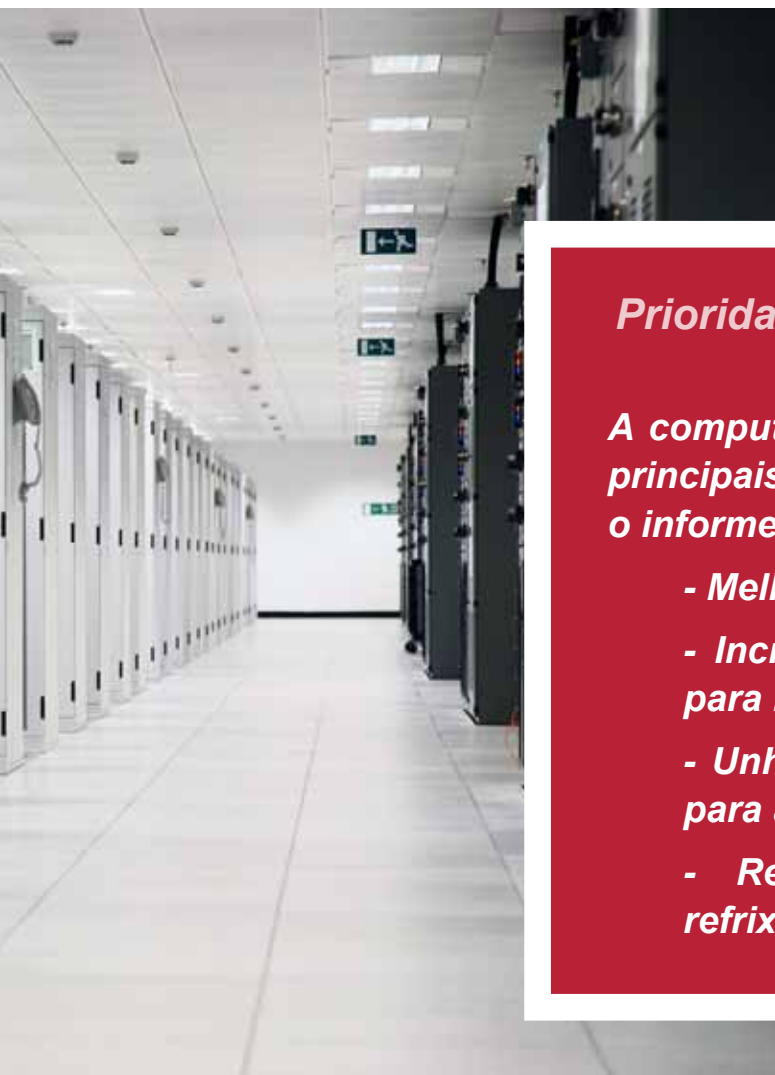 Priorida
A comput
principais
o informe
- Mell
- Incr
para
- Unh
para
- Re
refrix